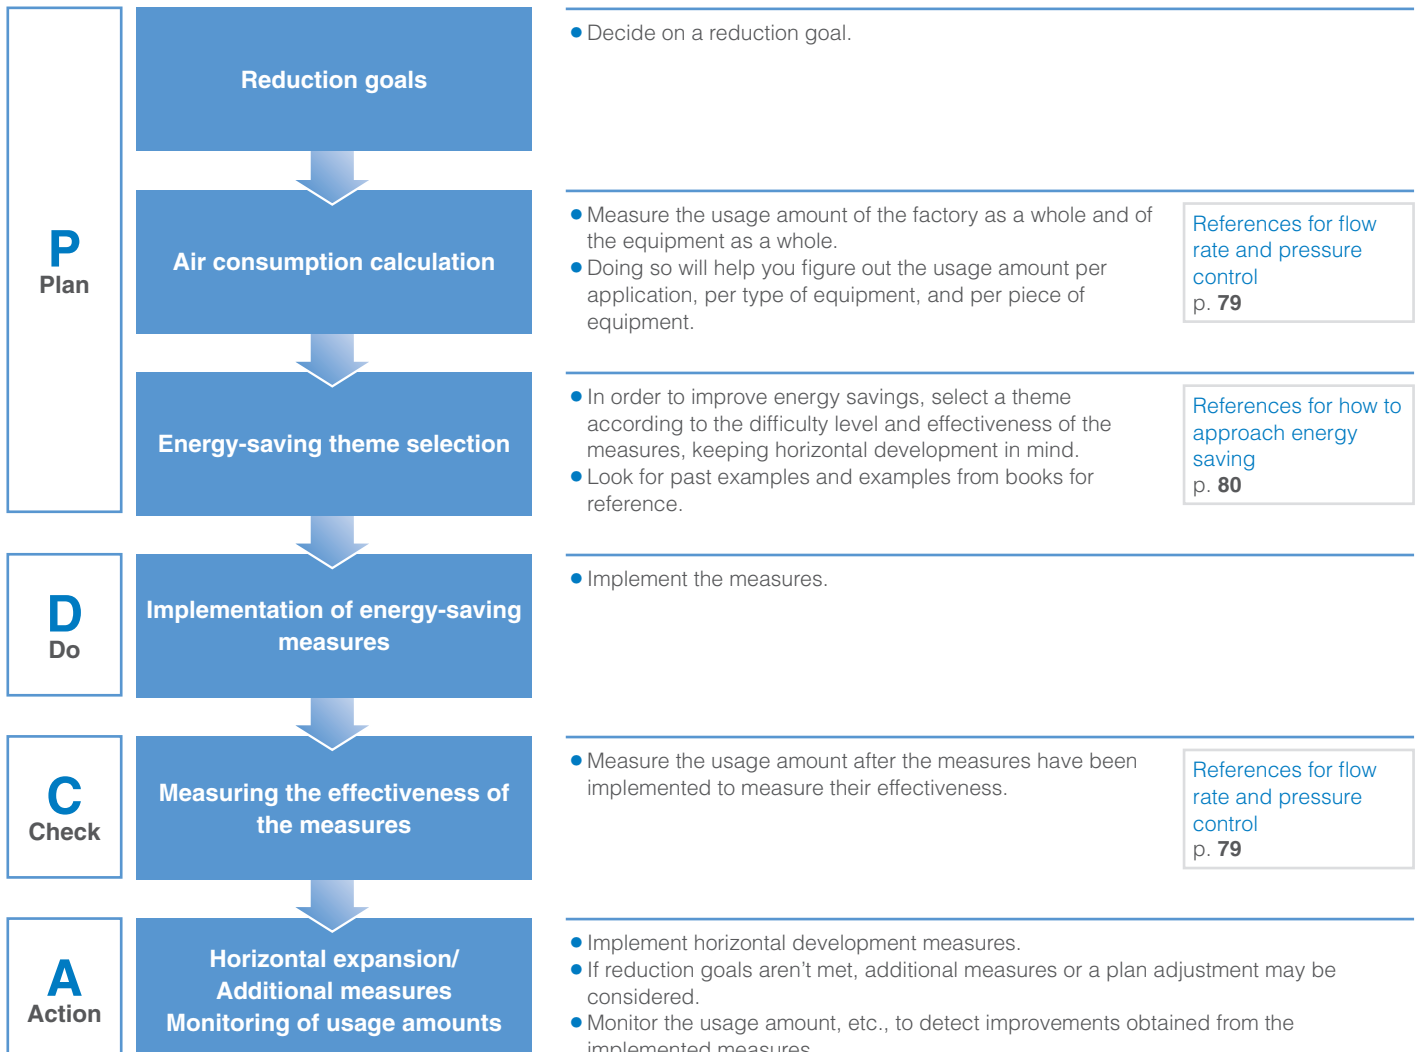 P
Plan
Reduction goals
● Decide on a reduction goal.
Air consumption calculation
● Measure the usage amount of the factory as a whole and of
the equipment as a whole.
● Doing so will help you figure out the usage amount per
application, per type of equipment, and per piece of
equipment.
References for flow
rate and pressure
control
p. 79
Energy-saving theme selection
● In order to improve energy savings, select a theme
according to the difficulty level and effectiveness of the
measures, keeping horizontal development in mind.
● Look for past examples and examples from books for
reference.
References for how to
approach energy
saving
p. 80
D
Do
Implementation of energy-saving
measures
● Implement the measures.
C
Check
Measuring the effectiveness of
the measures
● Measure the usage amount after the measures have been
implemented to measure their effectiveness.
References for flow
rate and pressure
control
p. 79
A
Action
Horizontal expansion/
Additional measures
Monitoring of usage amounts
● Implement horizontal development measures.
● If reduction goals aren't met, additional measures or a plan adjustment may be
considered.
● Monitor the usage amount, etc., to detect improvements obtained from the
implemented measures.